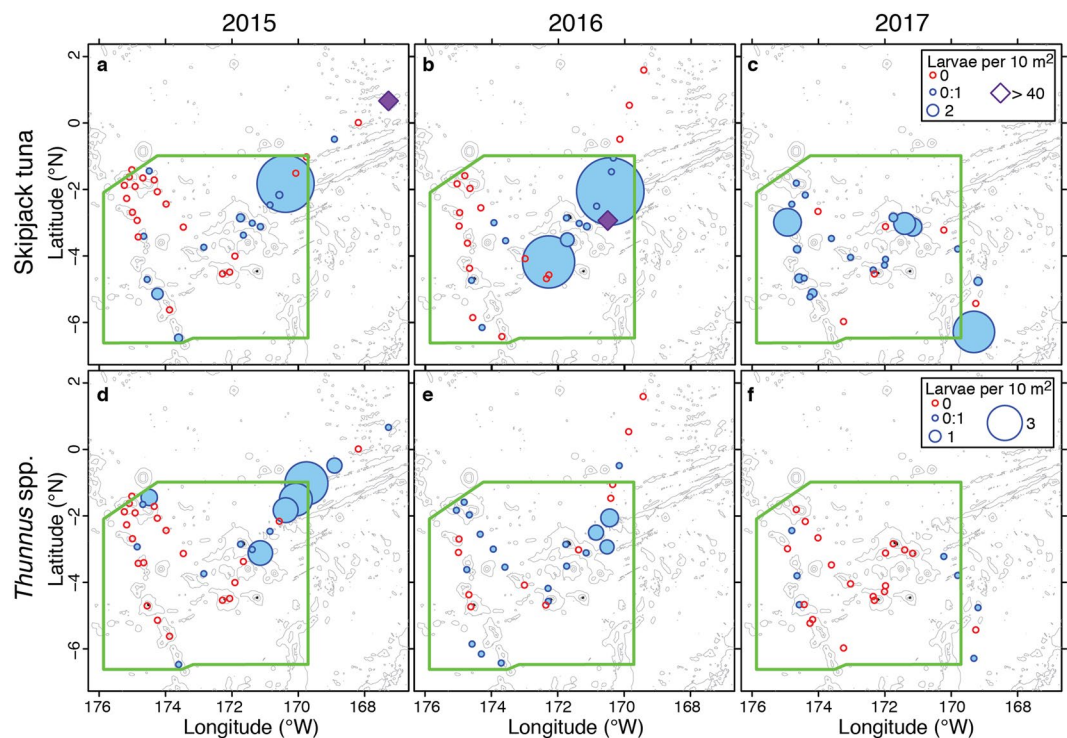 2015 2016 2017
Skipjack tuna
Latitude (°N)
2
0
−2
−4
−6
a
b
c
Larvae per 10 m²
0
0:1
2
> 40
Thunnus spp.
Latitude (°N)
2
0
−2
−4
−6
d
e
f
Larvae per 10 m²
0
0:1
1
3
176 174 172 170 168 176 174 172 170 168 176 174 172 170 168
Longitude (°W) Longitude (°W) Longitude (°W)